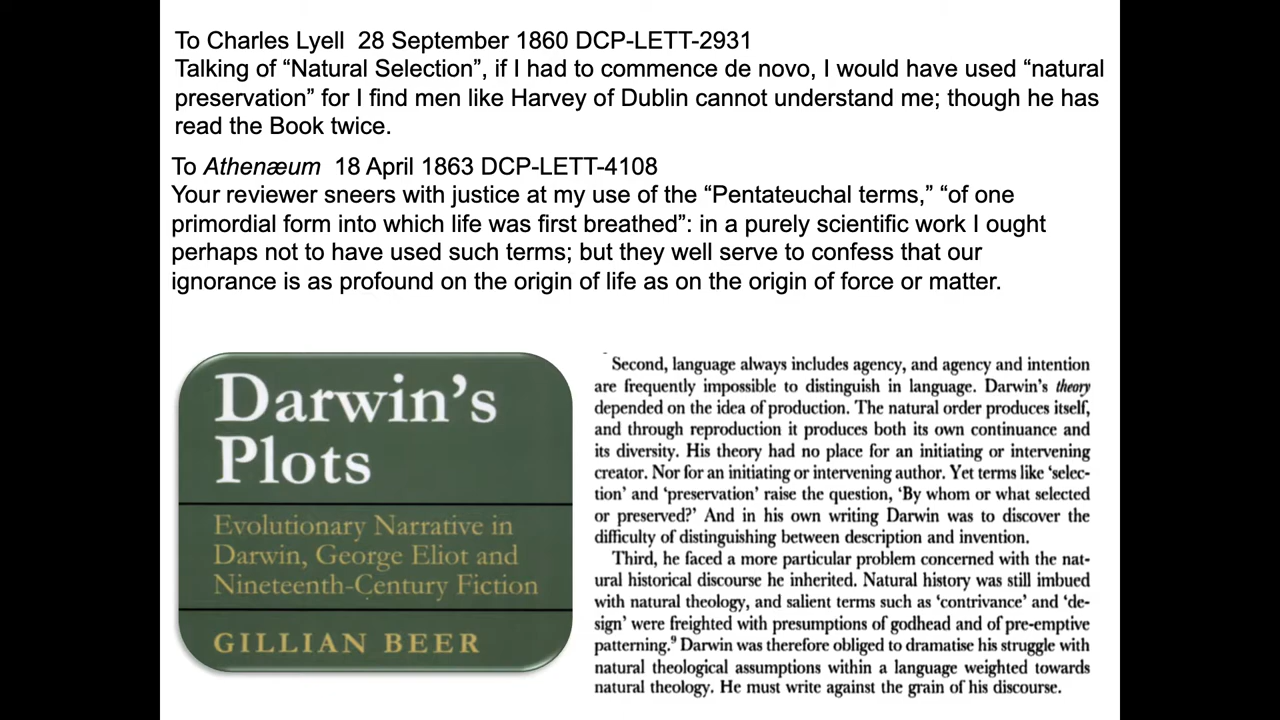 To Charles Lyell  28 September 1860 DCP-LETT-2931
Talking of “Natural Selection”, if I had to commence de novo, I would have used “natural
preservation” for I find men like Harvey of Dublin cannot understand me; though he has
read the Book twice.
To Athenæum  18 April 1863 DCP-LETT-4108
Your reviewer sneers with justice at my use of the “Pentateuchal terms,” “of one
primordial form into which life was first breathed”: in a purely scientific work I ought
perhaps not to have used such terms; but they well serve to confess that our
ignorance is as profound on the origin of life as on the origin of force or matter.
Darwin’s
Plots
Evolutionary Narrative in
Darwin, George Eliot and
Nineteenth-Century Fiction
GILLIAN BEER
Second, language always includes agency, and agency and intention
are frequently impossible to distinguish in language. Darwin’s theory
depended on the idea of production. The natural order produces itself,
and through reproduction it produces both its own continuance and
its diversity. His theory had no place for an initiating or intervening
creator. Nor for an initiating or intervening author. Yet terms like ‘selec-
tion’ and ‘preservation’ raise the question, ‘By whom or what selected
or preserved?’ And in his own writing Darwin was to discover the
difficulty of distinguishing between description and invention.
Third, he faced a more particular problem concerned with the nat-
ural historical discourse he inherited. Natural history was still imbued
with natural theology, and salient terms such as ‘contrivance’ and ‘de-
sign’ were freighted with presumptions of godhead and of pre-emptive
patterning.⁹ Darwin was therefore obliged to dramatise his struggle with
natural theological assumptions within a language weighted towards
natural theology. He must write against the grain of his discourse.